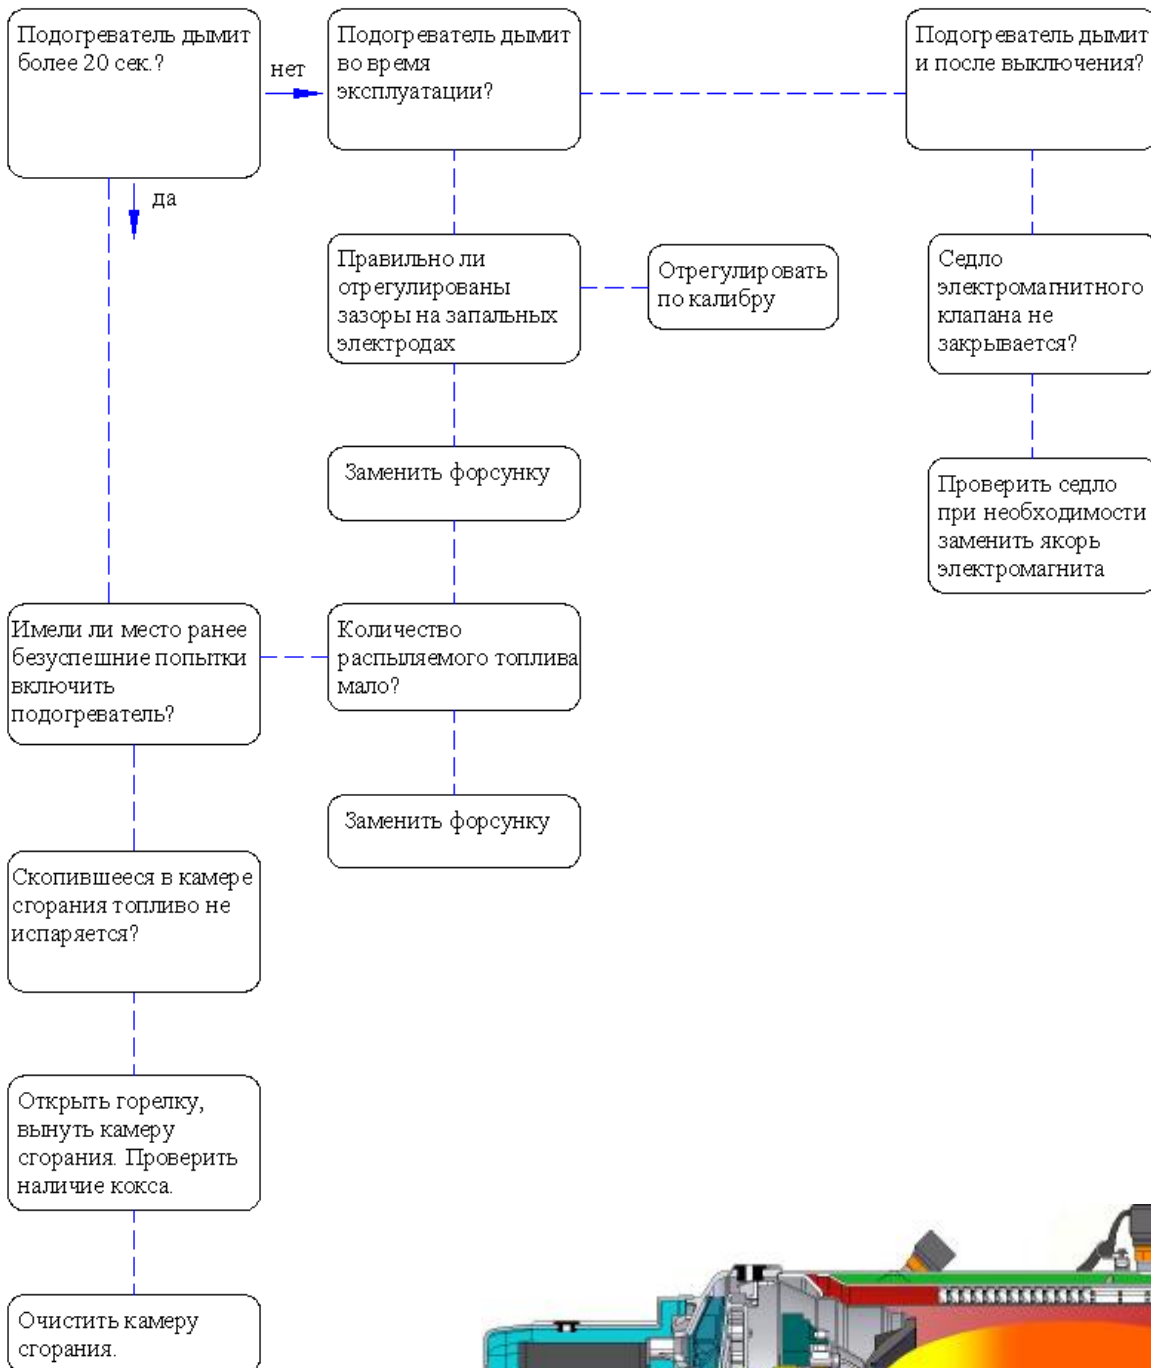 Подогреватель дымит
более 20 сек.?
нет
Подогреватель дымит
во время
эксплуатации?
Подогреватель дымит
и после выключения?
да
Правильно ли
отрегулированы
зазоры на запальных
электродах
Отрегулировать
по калибру
Седло
электромагнитного
клапана не
закрывается?
Заменить форсунку
Проверить седло
при необходимости
заменить якорь
электромагнита
Имели ли место ранее
безуспешние попытки
включить
подогреватель?
Количество
распыляемого топлива
мало?
Заменить форсунку
Скопившееся в камере
сгорания топливо не
испаряется?
Открыть горелку,
вынуть камеру
сгорания. Проверить
наличие кокса.
Очистить камеру
сгорания.